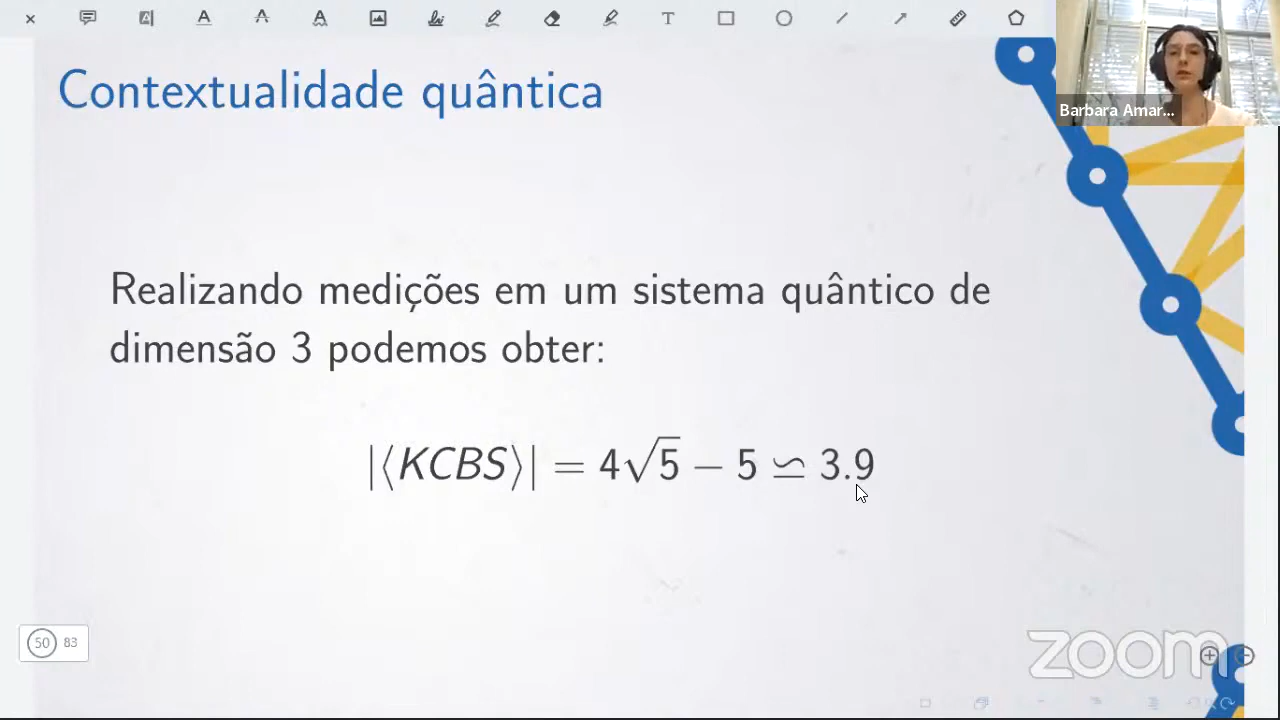 Contextualidade quântica
Barbara Amar...
Realizando medições em um sistema quântico de
dimensão 3 podemos obter:
|⟨KCBS⟩| = 4√5 − 5 ⋍ 3.9
50 83
zoom